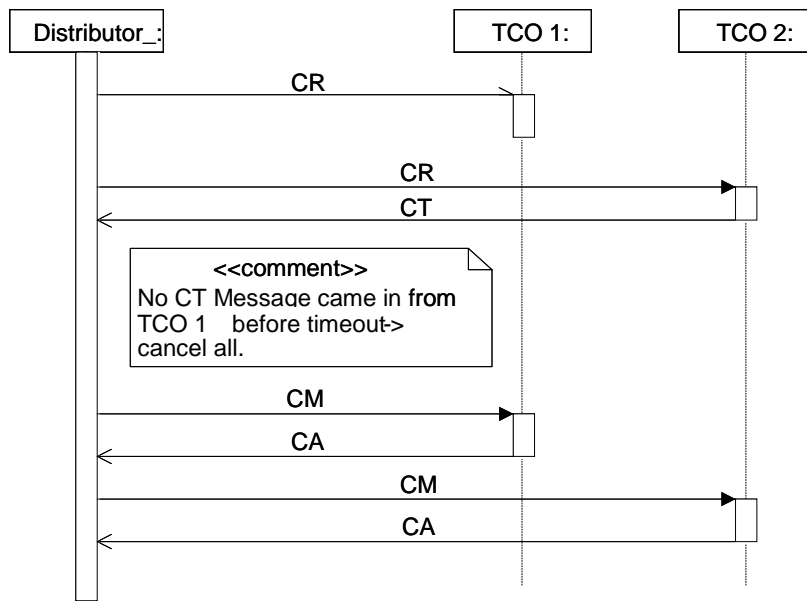 Distributor_:
TCO 1:
TCO 2:
CR
CR
CT
<<comment>>
No CT Message came in from
TCO 1 before timeout->
cancel all.
CM
CA
CM
CA